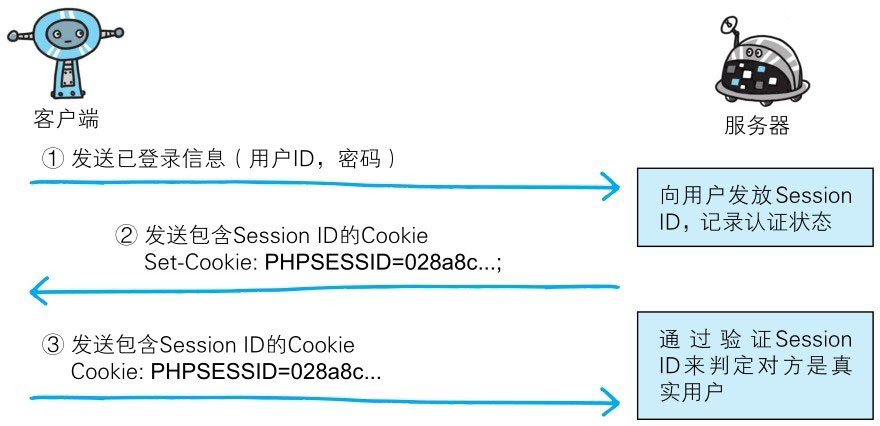 客户端
服务器
① 发送已登录信息（用户ID，密码）
向用户发放Session
ID，记录认证状态
② 发送包含Session ID的Cookie
Set-Cookie: PHPSESSID=028a8c...;
③ 发送包含Session ID的Cookie
Cookie: PHPSESSID=028a8c...
通过验证Session
ID来判定对方是真
实用户